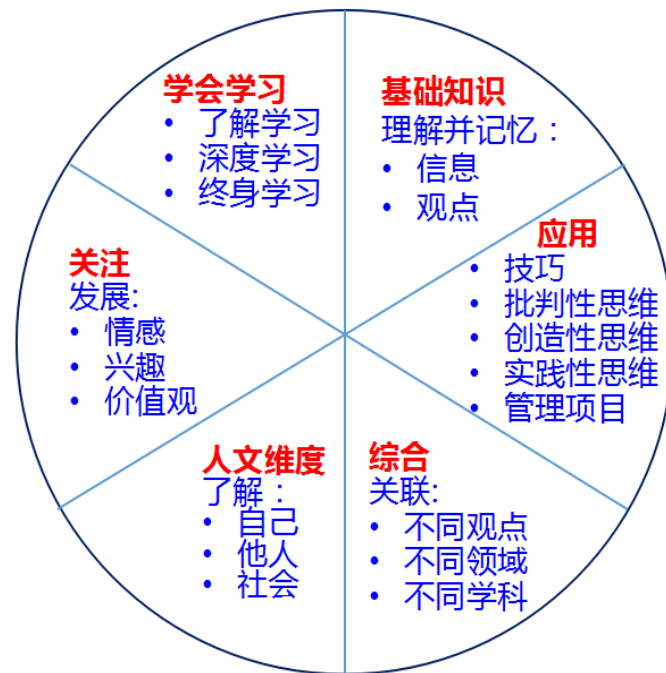 学会学习
• 了解学习
• 深度学习
• 终身学习
基础知识
理解并记忆：
• 信息
• 观点
应用
• 技巧
• 批判性思维
• 创造性思维
• 实践性思维
• 管理项目
综合
关联:
• 不同观点
• 不同领域
• 不同学科
人文维度
了解：
• 自己
• 他人
• 社会
关注
发展:
• 情感
• 兴趣
• 价值观